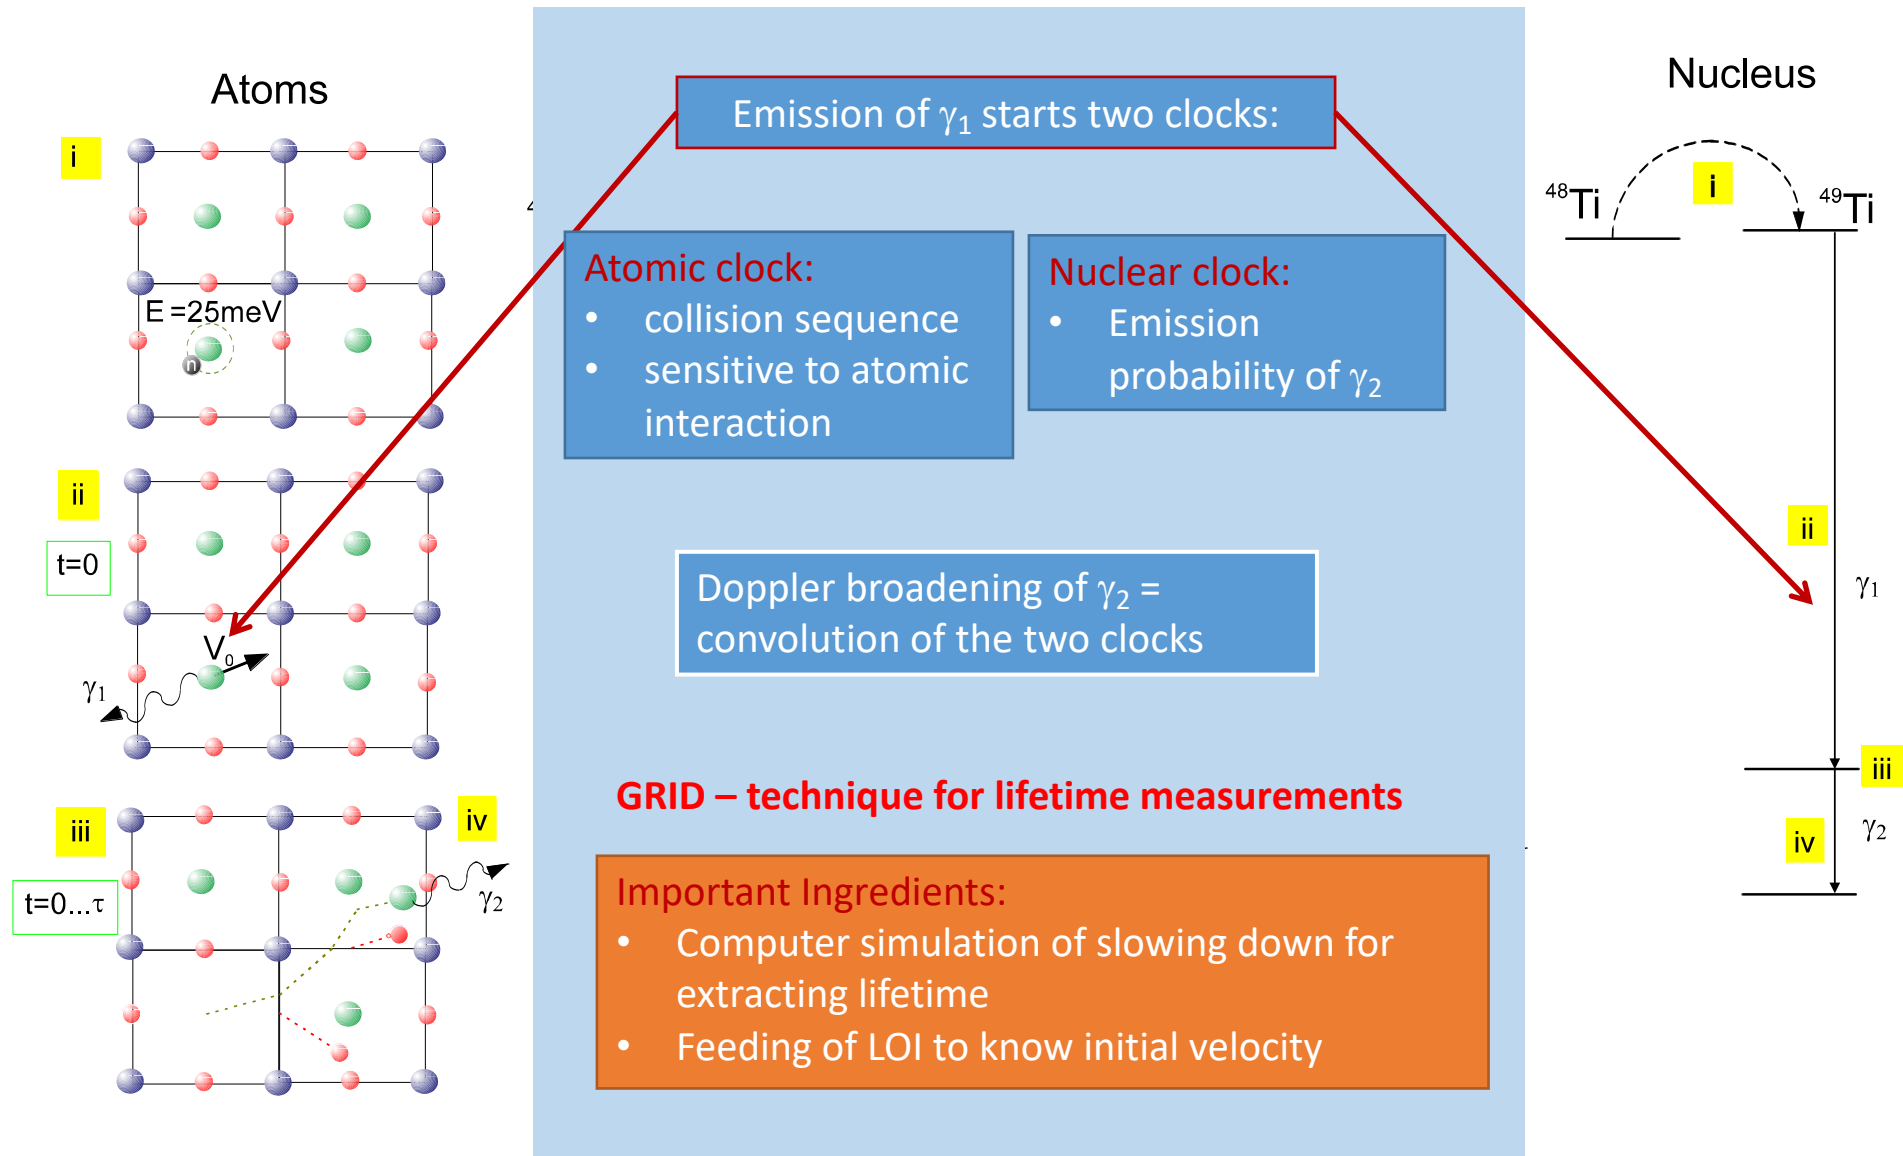 Atoms
i
E =25meV
n
ii
t=0
V₀
γ₁
iii
iv
t=0...τ
γ₂
Emission of γ₁ starts two clocks:
Atomic clock:
• collision sequence
• sensitive to atomic
interaction
Nuclear clock:
• Emission
probability of γ₂
Doppler broadening of γ₂ =
convolution of the two clocks
GRID – technique for lifetime measurements
Important Ingredients:
• Computer simulation of slowing down for
extracting lifetime
• Feeding of LOI to know initial velocity
Nucleus
⁴⁸Ti
i
⁴⁹Ti
ii
γ₁
iii
γ₂
iv